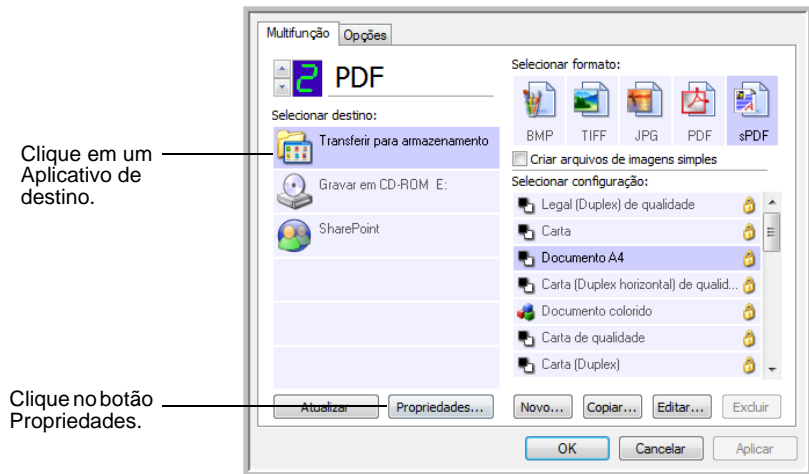 Multifunção Opções
2 PDF
Selecionar destino:
Transferir para armazenamento
Gravar em CD-ROM E:
SharePoint
Atualizar Propriedades...
Selecionar formato:
BMP TIFF JPG PDF sPDF
Criar arquivos de imagens simples
Selecionar configuração:
Legal (Duplex) de qualidade
Carta
Documento A4
Carta (Duplex horizontal) de qualid...
Documento colorido
Carta de qualidade
Carta (Duplex)
Novo... Copiar... Editar... Excluir
OK Cancelar Aplicar
Clique em um
Aplicativo de
destino.
Clique no botão
Propriedades.